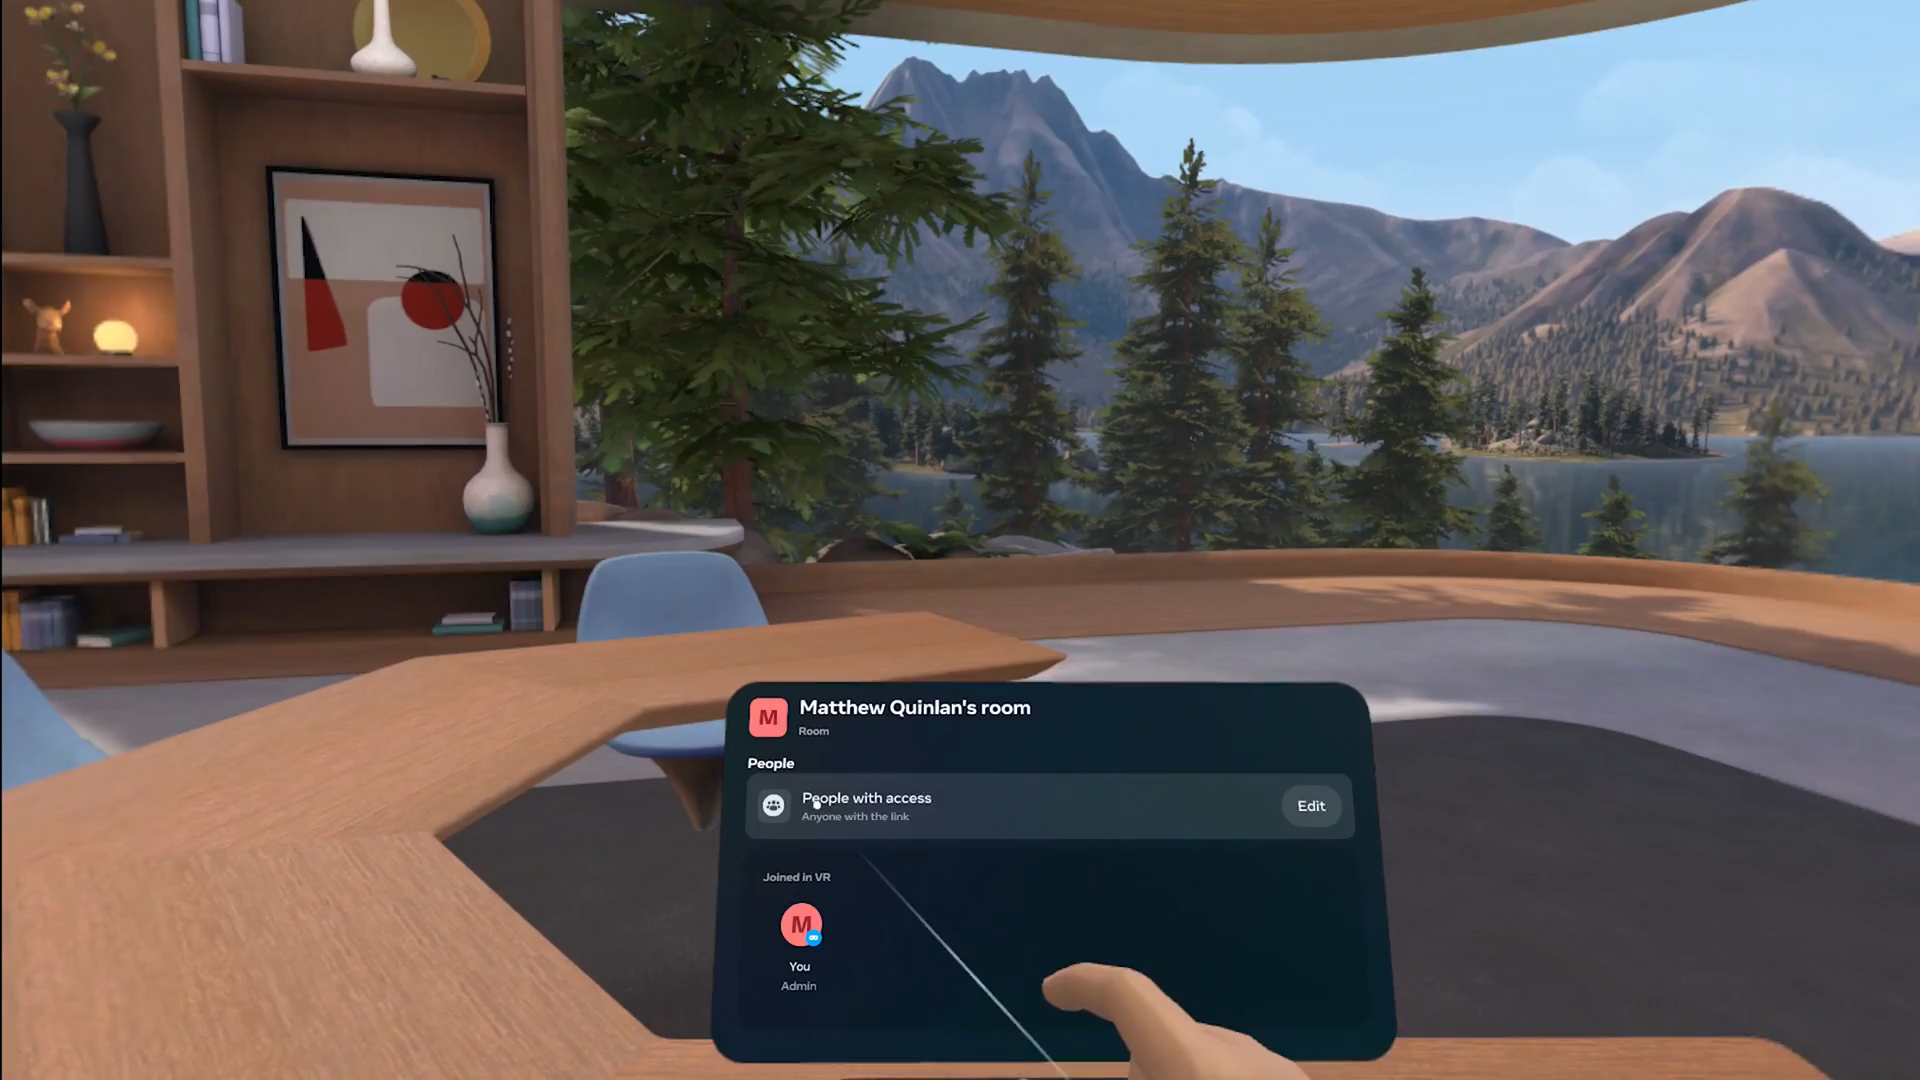 M
Matthew Quinlan's room
Room
People
People with access
Anyone with the link
Edit
Joined in VR
M
You
Admin